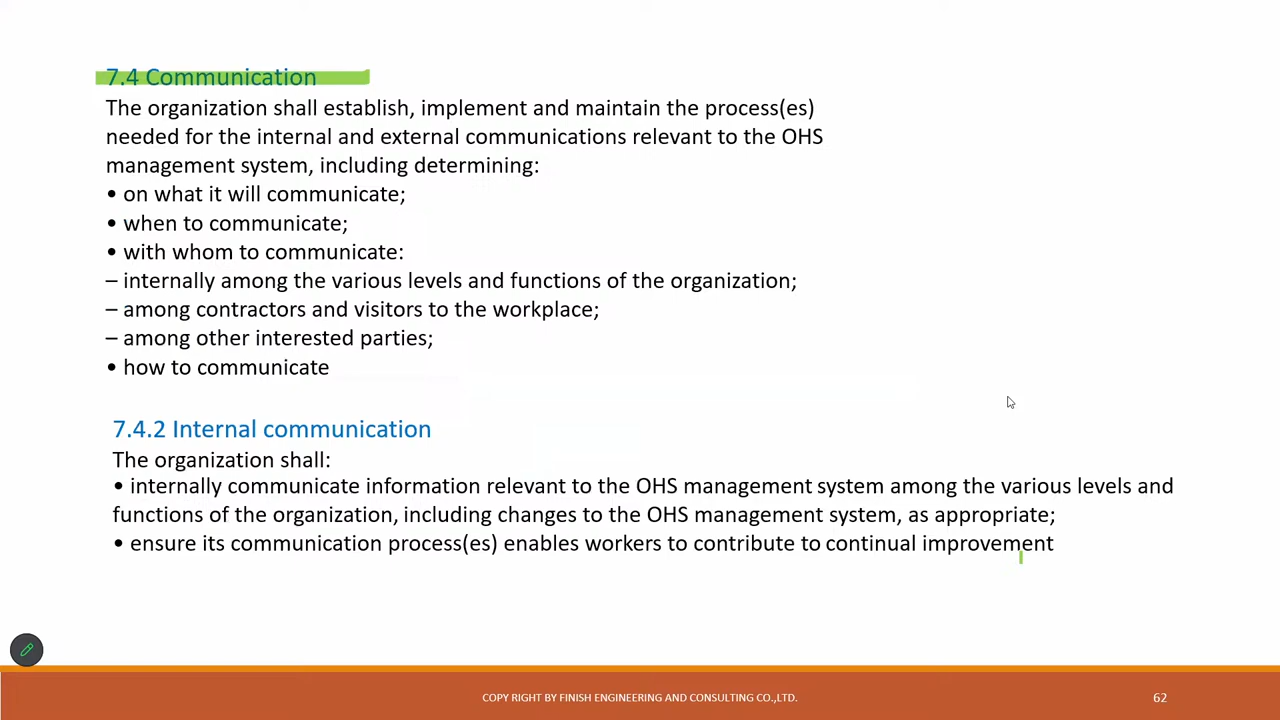 7.4 Communication
The organization shall establish, implement and maintain the process(es)
needed for the internal and external communications relevant to the OHS
management system, including determining:
• on what it will communicate;
• when to communicate;
• with whom to communicate:
– internally among the various levels and functions of the organization;
– among contractors and visitors to the workplace;
– among other interested parties;
• how to communicate
7.4.2 Internal communication
The organization shall:
• internally communicate information relevant to the OHS management system among the various levels and
functions of the organization, including changes to the OHS management system, as appropriate;
• ensure its communication process(es) enables workers to contribute to continual improvement
COPY RIGHT BY FINISH ENGINEERING AND CONSULTING CO.,LTD.
62